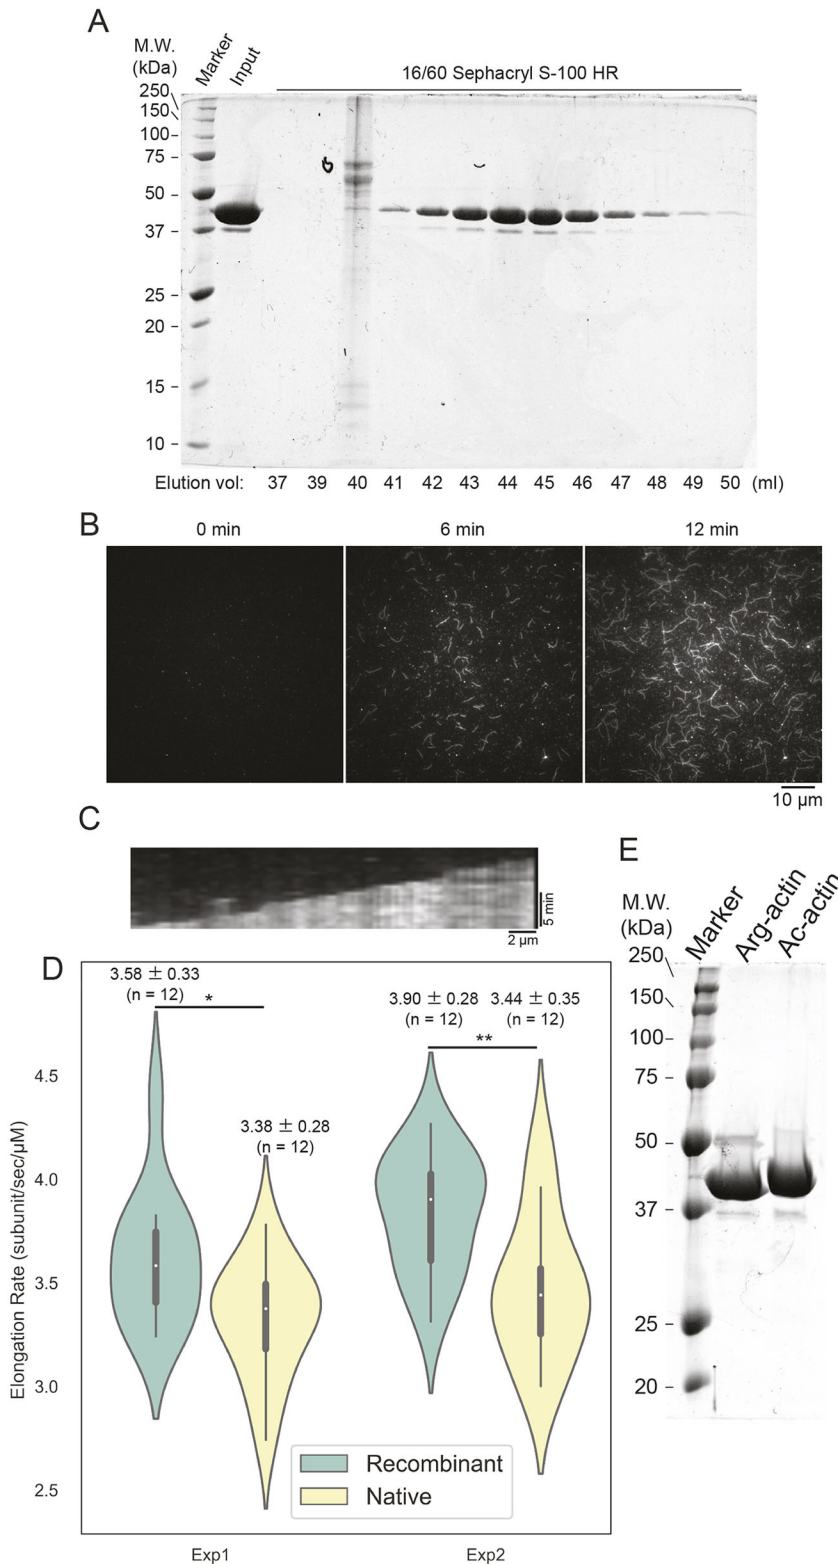 A
M.W.
(kDa)
Marker
Input
16/60 Sephacryl S-100 HR
250
150
100
75
50
37
25
20
15
10
Elution vol: 37 39 40 41 42 43 44 45 46 47 48 49 50 (ml)
B
0 min 6 min 12 min
10 µm
C
5 min
2 µm
E
M.W.
(kDa)
Marker
Arg-actin
Ac-actin
250
150
100
75
50
37
25
20
D
3.58 ± 0.33
(n = 12)
*
3.38 ± 0.28
(n = 12)
3.90 ± 0.28
(n = 12)
3.44 ± 0.35
(n = 12)
**
Elongation Rate (subunit/sec/µM)
4.5
4.0
3.5
3.0
2.5
Recombinant
Native
Exp1 Exp2